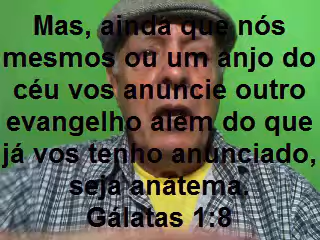 Mas, ainda que nós
mesmos ou um anjo do
céu vos anuncie outro
evangelho além do que
já vos tenho anunciado,
seja anátema.
Gálatas 1:8